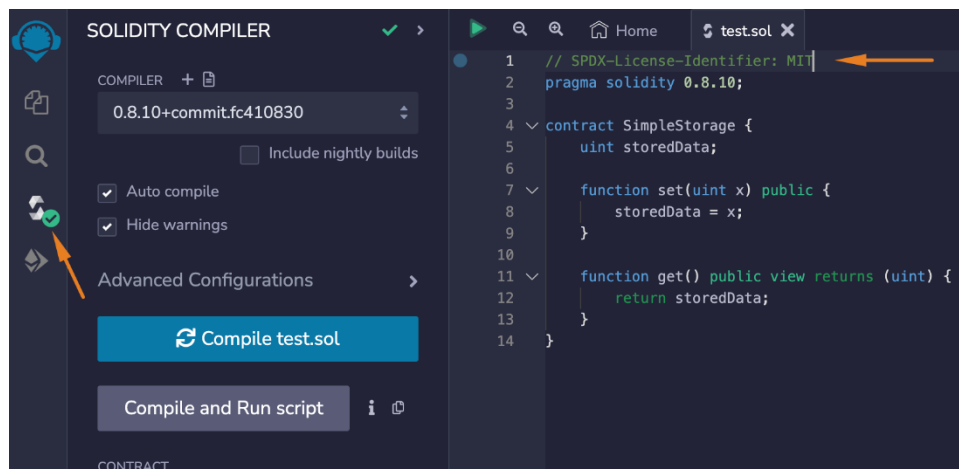 SOLIDITY COMPILER
COMPILER +
0.8.10+commit.fc410830
Include nightly builds
Auto compile
Hide warnings
Advanced Configurations
Compile test.sol
Compile and Run script i
CONTRACT
Home test.sol
1 // SPDX-License-Identifier: MIT
2 pragma solidity 0.8.10;
3
4 contract SimpleStorage {
5 uint storedData;
6
7 function set(uint x) public {
8 storedData = x;
9 }
10
11 function get() public view returns (uint) {
12 return storedData;
13 }
14 }